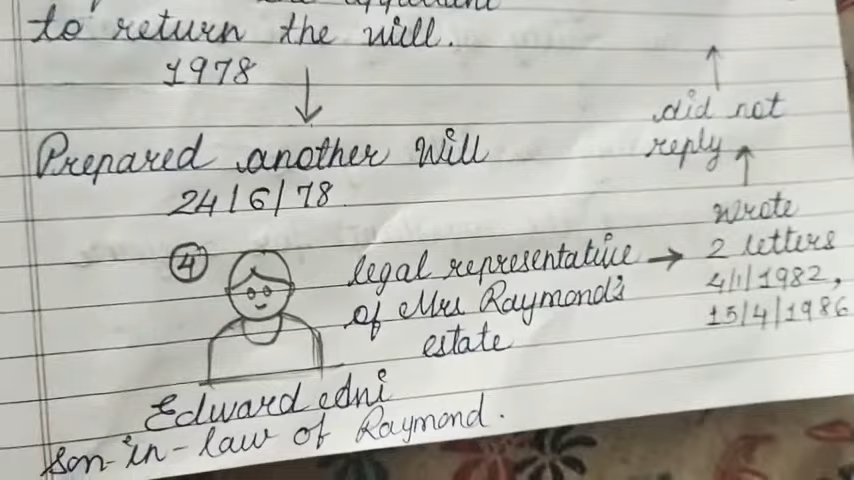 to return the will.
1978
Prepared another Will
24/6/78
did not
reply
4
legal representative
of Mrs Raymond's
estate
wrote
2 letters
4/1/1982,
15/4/1986
Edward edni
son-in-law of Raymond.